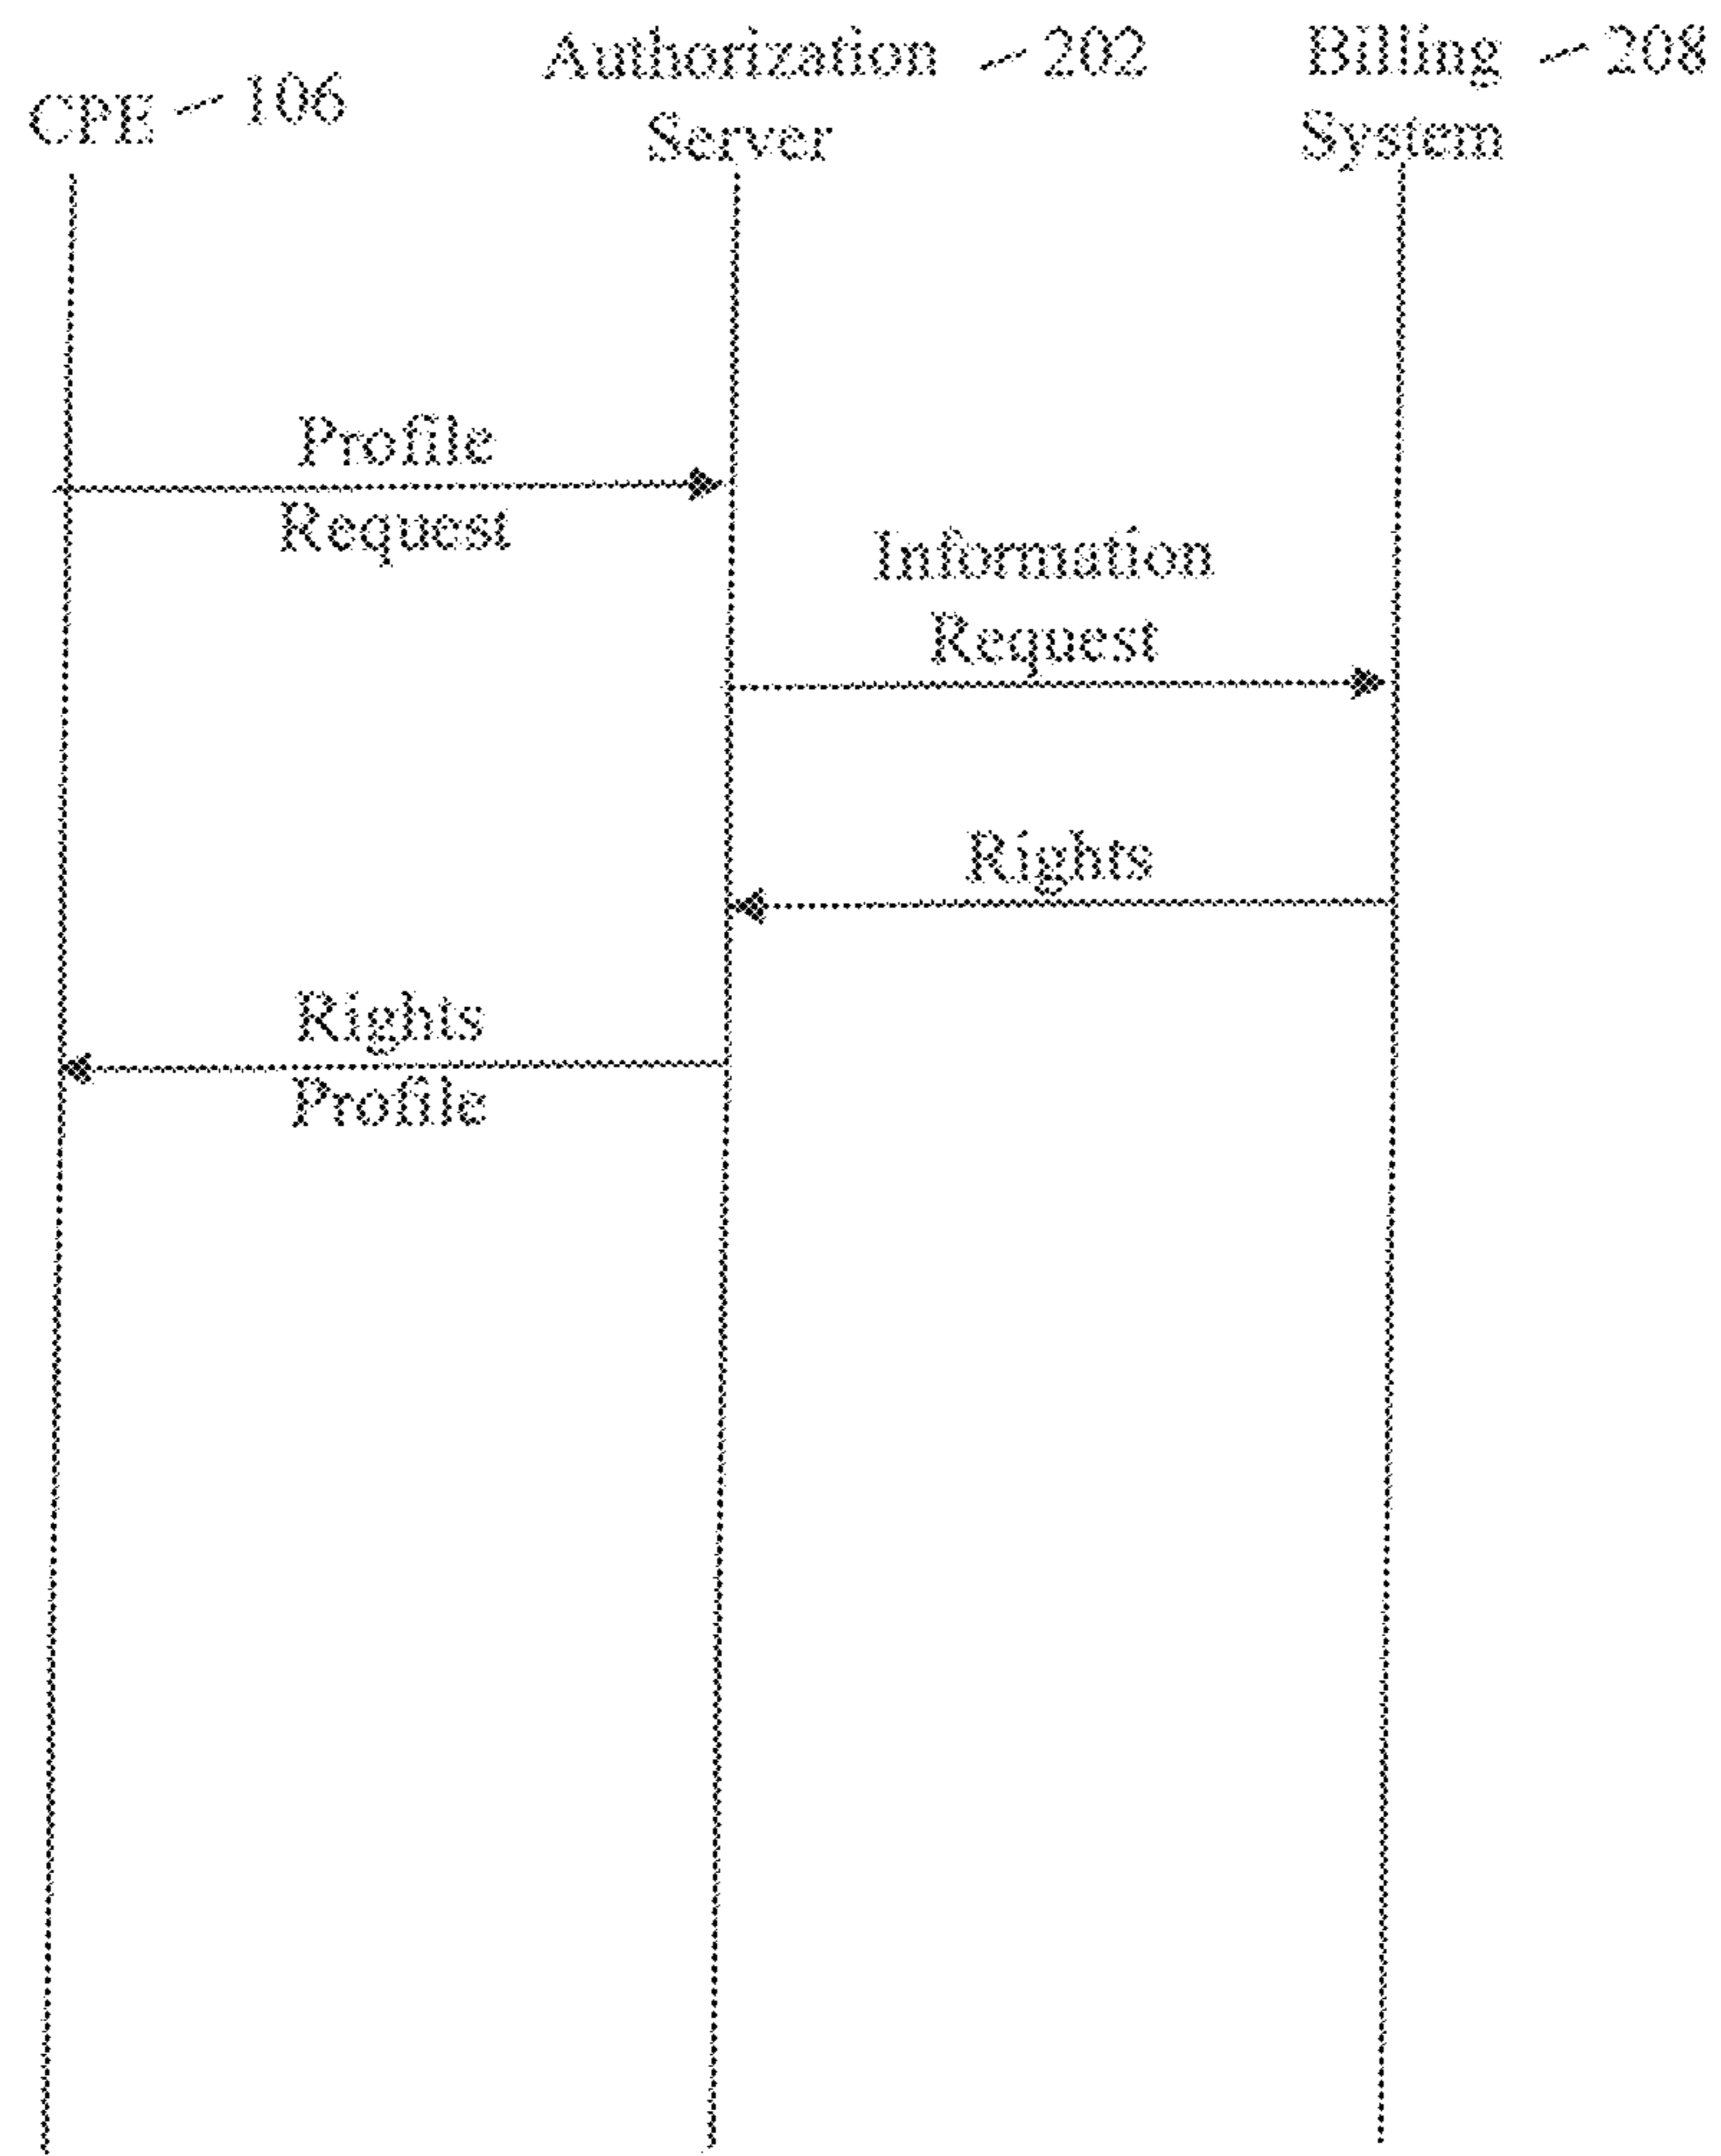 CPE 106
Authorization 202
Server
Billing 208
System
Profile
Request
Information
Request
Rights
Rights
Profile